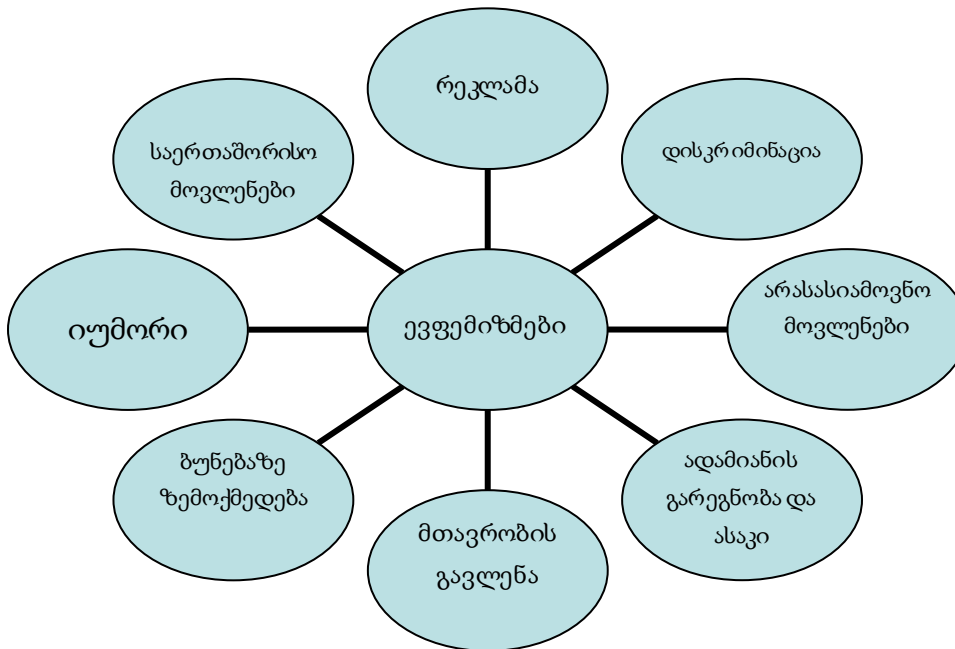 რეკლამა
საერთაშორისო
მოვლენები
დისკრიმინაცია
იუმორი
ევფემიზმები
არასასიამოვნო
მოვლენები
ბუნებაზე
ზემოქმედება
მთავრობის
გავლენა
ადამიანის
გარეგნობა და
ასაკი